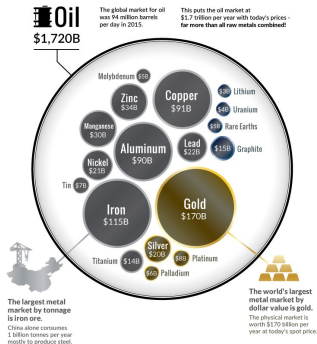 Oil
$1,720B
The global market for oil
was 94 million barrels
per day in 2015.
This puts the oil market at
$1.7 trillion per year with today's prices -
far more than all raw metals combined!
Molybdenum $5B
Zinc
$34B
Copper
$91B
$3B Lithium
$4B Uranium
$5B Rare Earths
Manganese
$30B
Aluminum
$90B
Lead
$22B
$15B Graphite
Nickel
$21B
Tin $7B
Iron
$115B
Gold
$170B
Silver
$20B
Titanium $14B
$8B Platinum
$6B Palladium
The largest metal
market by tonnage
is iron ore.
China alone consumes
1 billion tonnes per year
mostly to produce steel.
The world's largest
metal market by
dollar value is gold.
The physical market is
worth $170 billion per
year at today's spot price.